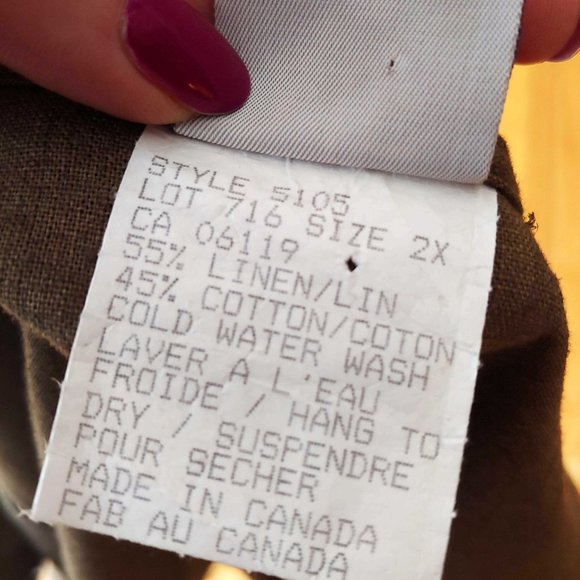 STYLE 5105
LOT 716 SIZE 2X
CA 06119
55% LINEN/LIN
45% COTTON/COTON
COLD WATER WASH
LAVER A L'EAU
FROIDE / HANG TO
DRY / SUSPENDRE
POUR SECHER
MADE IN CANADA
FAB AU CANADA